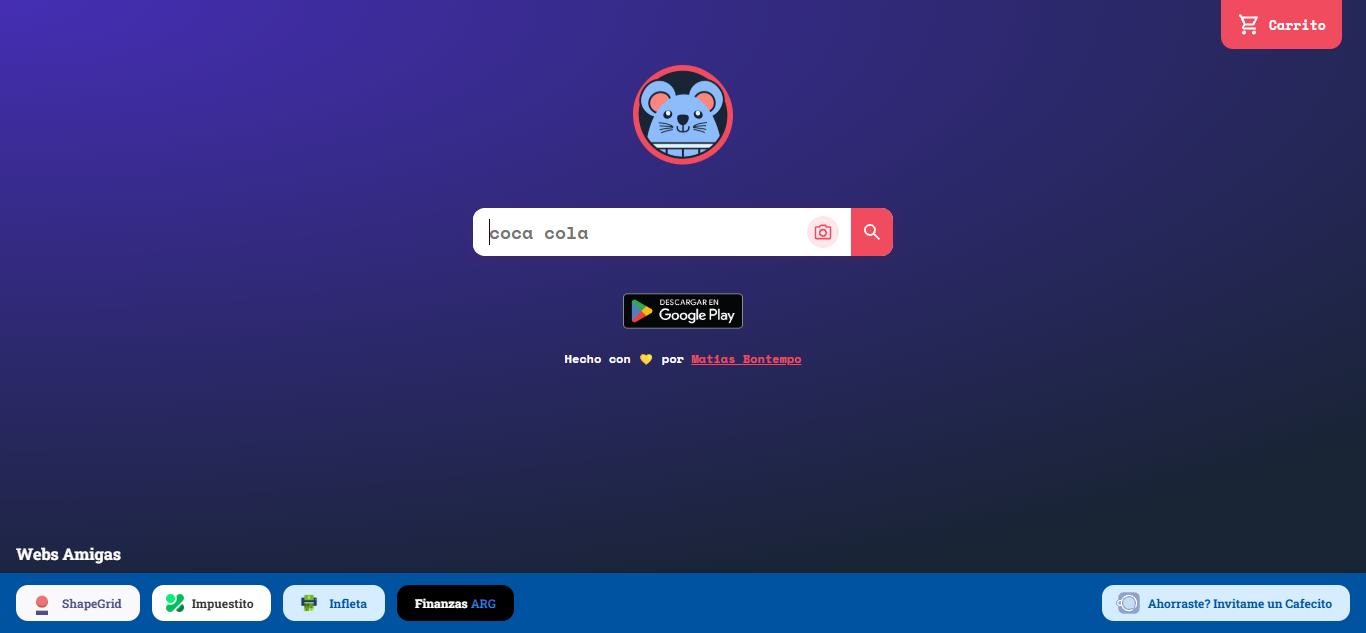 Carrito
coca cola
DESCARGAR EN
Google Play
Hecho con 💛 por Matias Bontempo
Webs Amigas
ShapeGrid
Impuestito
Infleta
Finanzas ARG
Ahorraste? Invitame un Cafecito